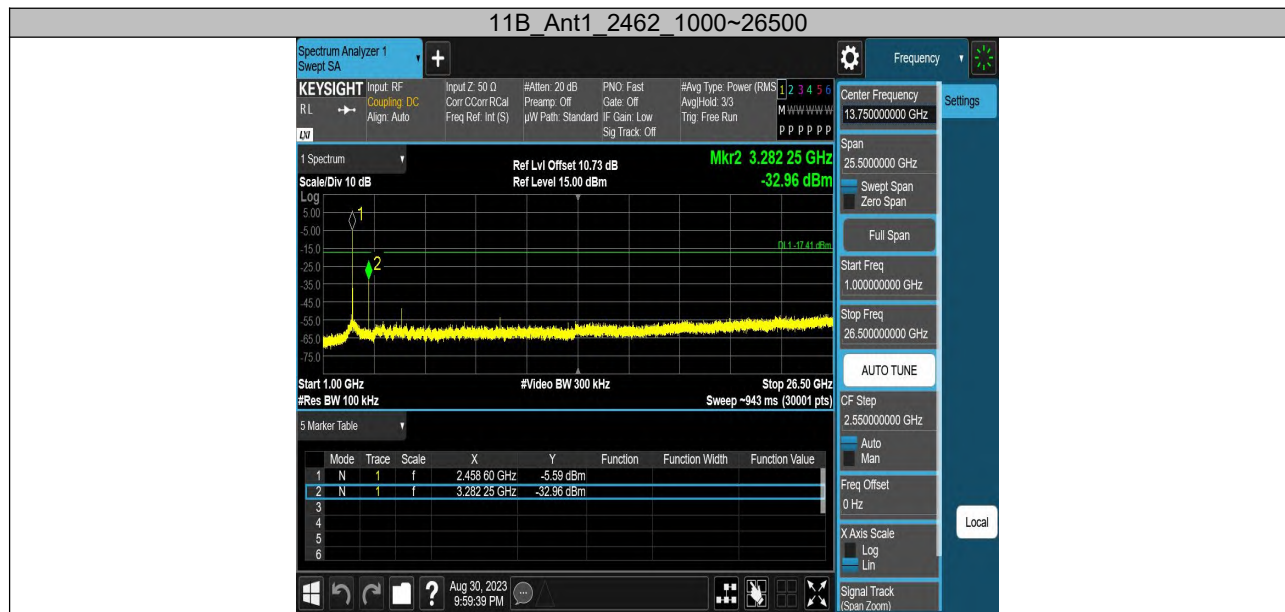 11B_Ant1_2462_1000~26500
Spectrum Analyzer 1
Swept SA
Frequency
KEYSIGHT
Input: RF
Input Z: 50 Ω
#Atten: 20 dB
PNO: Fast
#Avg Type: Power (RMS
1 2 3 4 5 6
RL
Coupling: DC
Corr CCorr RCal
Preamp: Off
Gate: Off
Avg|Hold: 3/3
M W W W W W
Align: Auto
Freq Ref: Int (S)
µW Path: Standard
IF Gain: Low
Trig: Free Run
Sig Track: Off
P P P P P P
LXI
Center Frequency
13.750000000 GHz
Settings
1 Spectrum
Ref Lvl Offset 10.73 dB
Mkr2 3.282 25 GHz
Scale/Div 10 dB
Ref Level 15.00 dBm
-32.96 dBm
Log
5.00
-5.00
-15.0
-25.0
-35.0
-45.0
-55.0
-65.0
-75.0
1
2
DL1 -17.41 dBm
Start 1.00 GHz
#Video BW 300 kHz
Stop 26.50 GHz
#Res BW 100 kHz
Sweep ~943 ms (30001 pts)
Span
25.5000000 GHz
Swept Span
Zero Span
Full Span
Start Freq
1.000000000 GHz
Stop Freq
26.500000000 GHz
AUTO TUNE
CF Step
2.550000000 GHz
Auto
Man
Freq Offset
0 Hz
X Axis Scale
Log
Lin
Signal Track
(Span Zoom)
Local
5 Marker Table
Mode Trace Scale X Y Function Function Width Function Value
1 N 1 f 2.458 60 GHz -5.59 dBm
2 N 1 f 3.282 25 GHz -32.96 dBm
3
4
5
6
?
Aug 30, 2023
9:59:39 PM